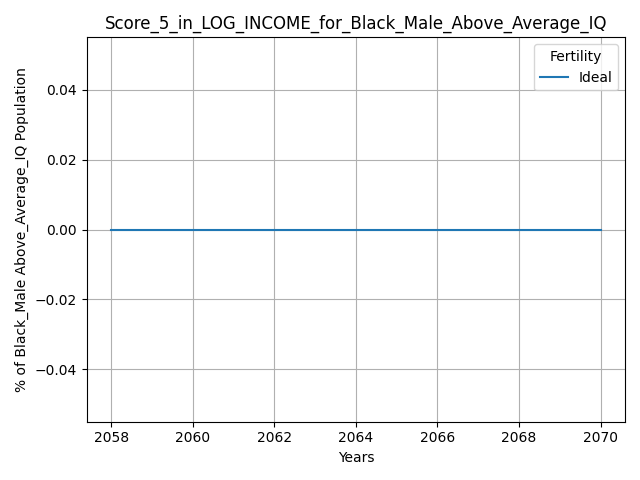 Score_5_in_LOG_INCOME_for_Black_Male_Above_Average_IQ
Fertility
Ideal
% of Black_Male Above_Average_IQ Population
0.04
0.02
0.00
−0.02
−0.04
2058 2060 2062 2064 2066 2068 2070
Years